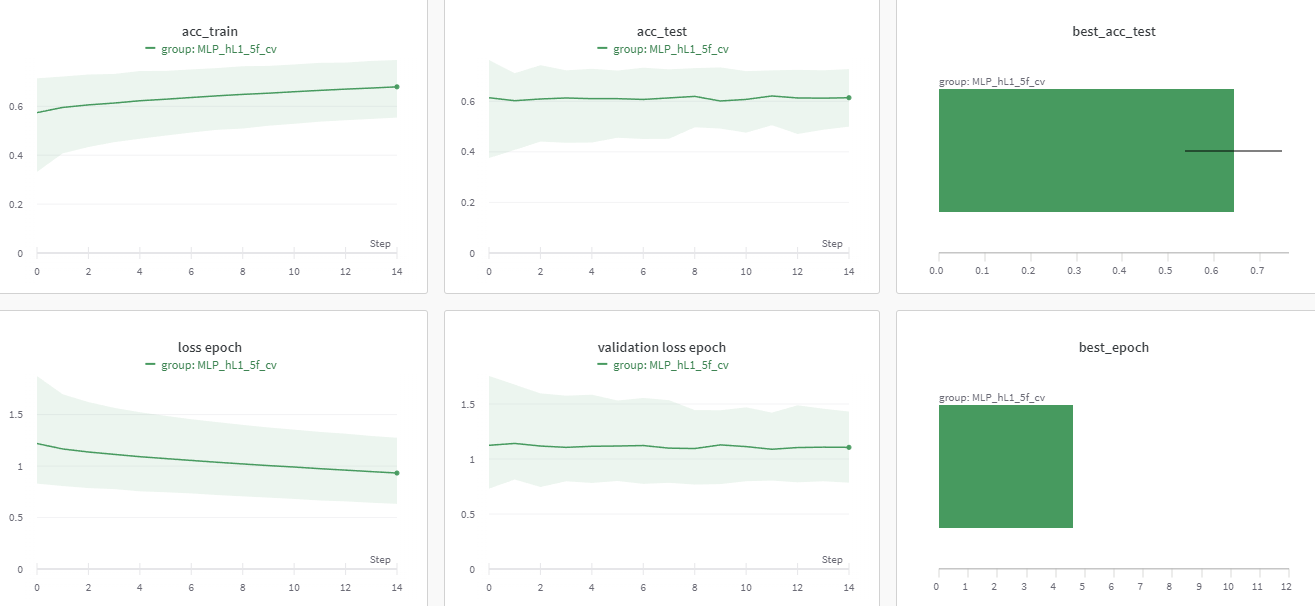 acc_train
group: MLP_hL1_5f_cv
0.6
0.4
0.2
0
Step
0 2 4 6 8 10 12 14
acc_test
group: MLP_hL1_5f_cv
0.6
0.4
0.2
0
Step
0 2 4 6 8 10 12 14
best_acc_test
group: MLP_hL1_5f_cv
0.0 0.1 0.2 0.3 0.4 0.5 0.6 0.7
loss epoch
group: MLP_hL1_5f_cv
1.5
1
0.5
0
Step
0 2 4 6 8 10 12 14
validation loss epoch
group: MLP_hL1_5f_cv
1.5
1
0.5
0
Step
0 2 4 6 8 10 12 14
best_epoch
group: MLP_hL1_5f_cv
0 1 2 3 4 5 6 7 8 9 10 11 12